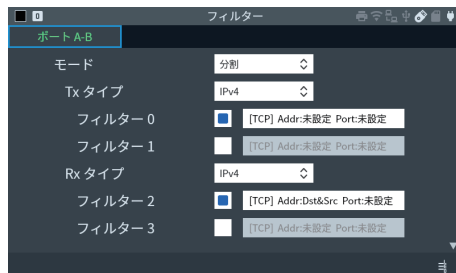 0 フィルター
ポート A-B
モード 分割
Tx タイプ IPv4
フィルター 0 [TCP] Addr:未設定 Port:未設定
フィルター 1 [TCP] Addr:未設定 Port:未設定
Rx タイプ IPv4
フィルター 2 [TCP] Addr:Dst&Src Port:未設定
フィルター 3 [TCP] Addr:未設定 Port:未設定